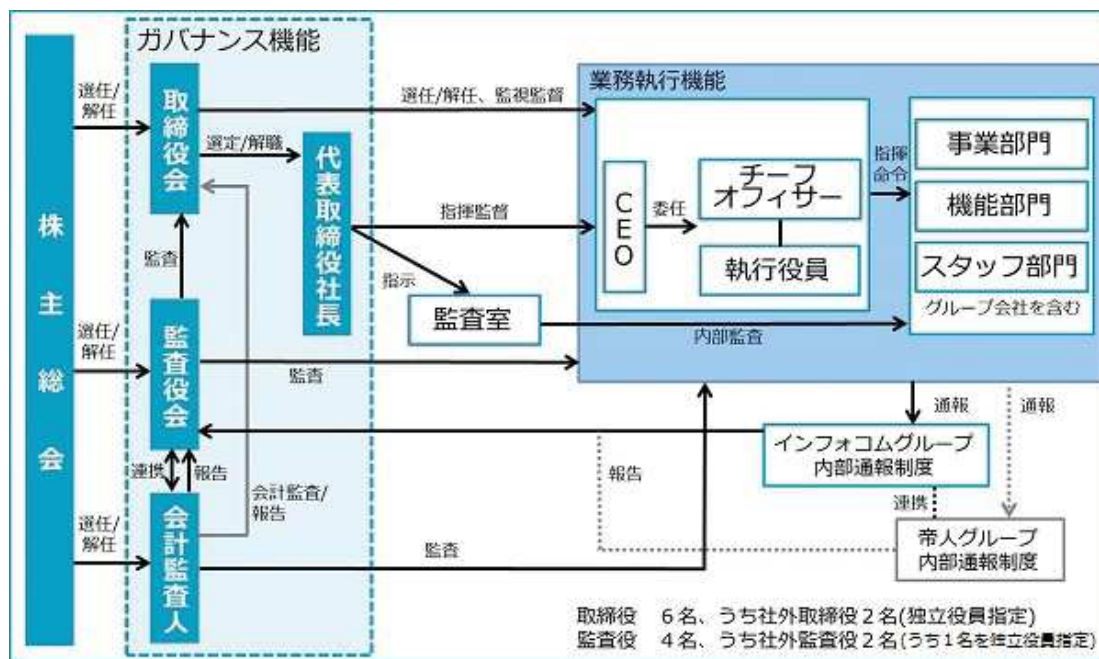 ガバナンス機能
株主総会
選任/
解任
取締役会
選任/解任、監視監督
選定/解職
代表取締役社長
業務執行機能
CEO
委任
チーフ
オフィサー
執行役員
指揮
命令
事業部門
機能部門
スタッフ部門
グループ会社を含む
指揮監督
指示
監査室
内部監査
監査
選任/
解任
監査役会
監査
連携
報告
会計監査/
報告
選任/
解任
会計監査人
監査
通報
通報
インフォコムグループ
内部通報制度
報告
連携
帝人グループ
内部通報制度
取締役 6名、うち社外取締役2名(独立役員指定)
監査役 4名、うち社外監査役2名(うち1名を独立役員指定)